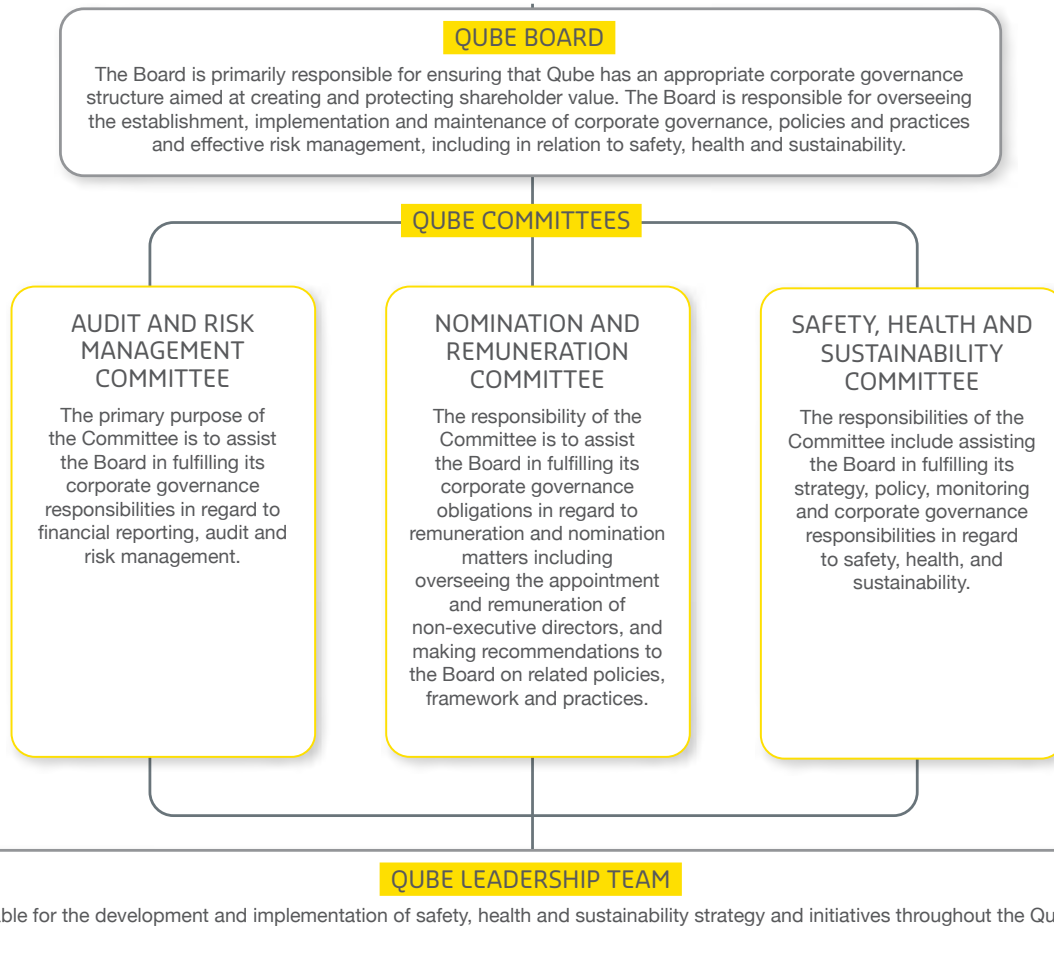 QUBE BOARD
The Board is primarily responsible for ensuring that Qube has an appropriate corporate governance
structure aimed at creating and protecting shareholder value. The Board is responsible for overseeing
the establishment, implementation and maintenance of corporate governance, policies and practices
and effective risk management, including in relation to safety, health and sustainability.
QUBE COMMITTEES
AUDIT AND RISK
MANAGEMENT
COMMITTEE
The primary purpose of
the Committee is to assist
the Board in fulfilling its
corporate governance
responsibilities in regard to
financial reporting, audit and
risk management.
NOMINATION AND
REMUNERATION
COMMITTEE
The responsibility of the
Committee is to assist
the Board in fulfilling its
corporate governance
obligations in regard to
remuneration and nomination
matters including
overseeing the appointment
and remuneration of
non-executive directors, and
making recommendations to
the Board on related policies,
framework and practices.
SAFETY, HEALTH AND
SUSTAINABILITY
COMMITTEE
The responsibilities of the
Committee include assisting
the Board in fulfilling its
strategy, policy, monitoring
and corporate governance
responsibilities in regard
to safety, health, and
sustainability.
QUBE LEADERSHIP TEAM
for the development and implementation of safety, health and sustainability strategy and initiatives throughout the